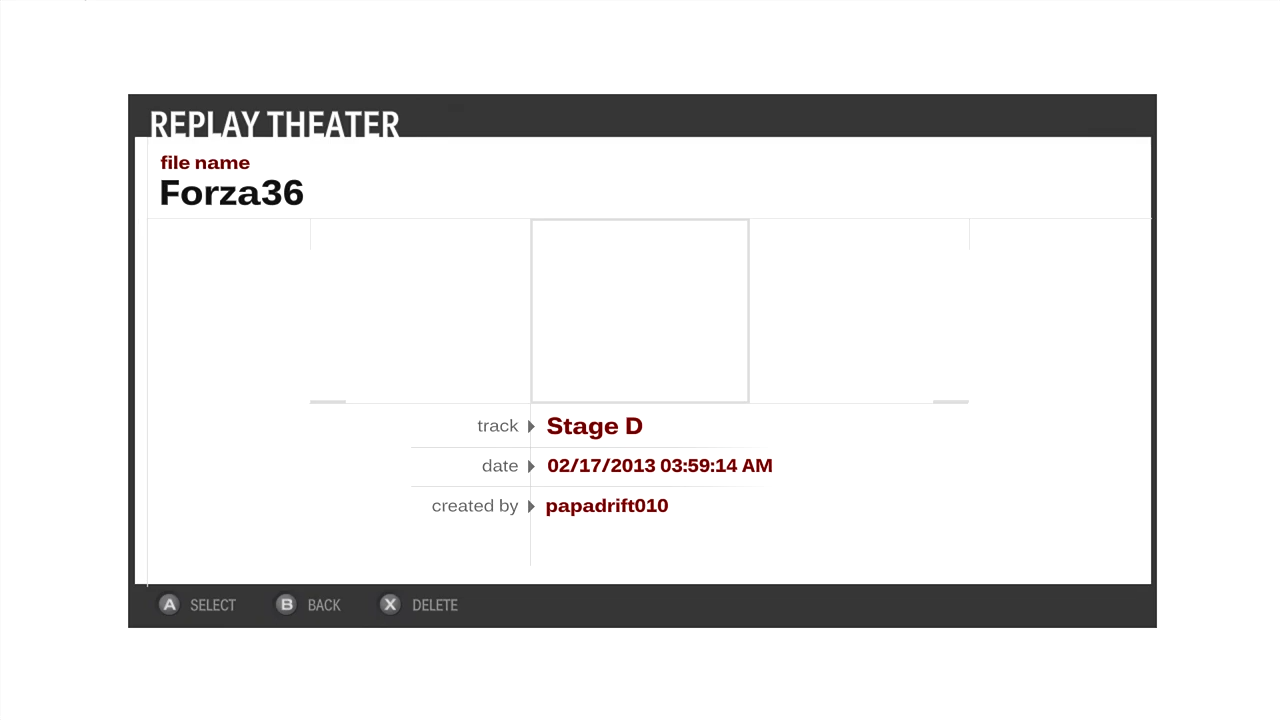 REPLAY THEATER
file name
Forza36
track Stage D
date 02/17/2013 03:59:14 AM
created by papadrift010
A SELECT B BACK X DELETE